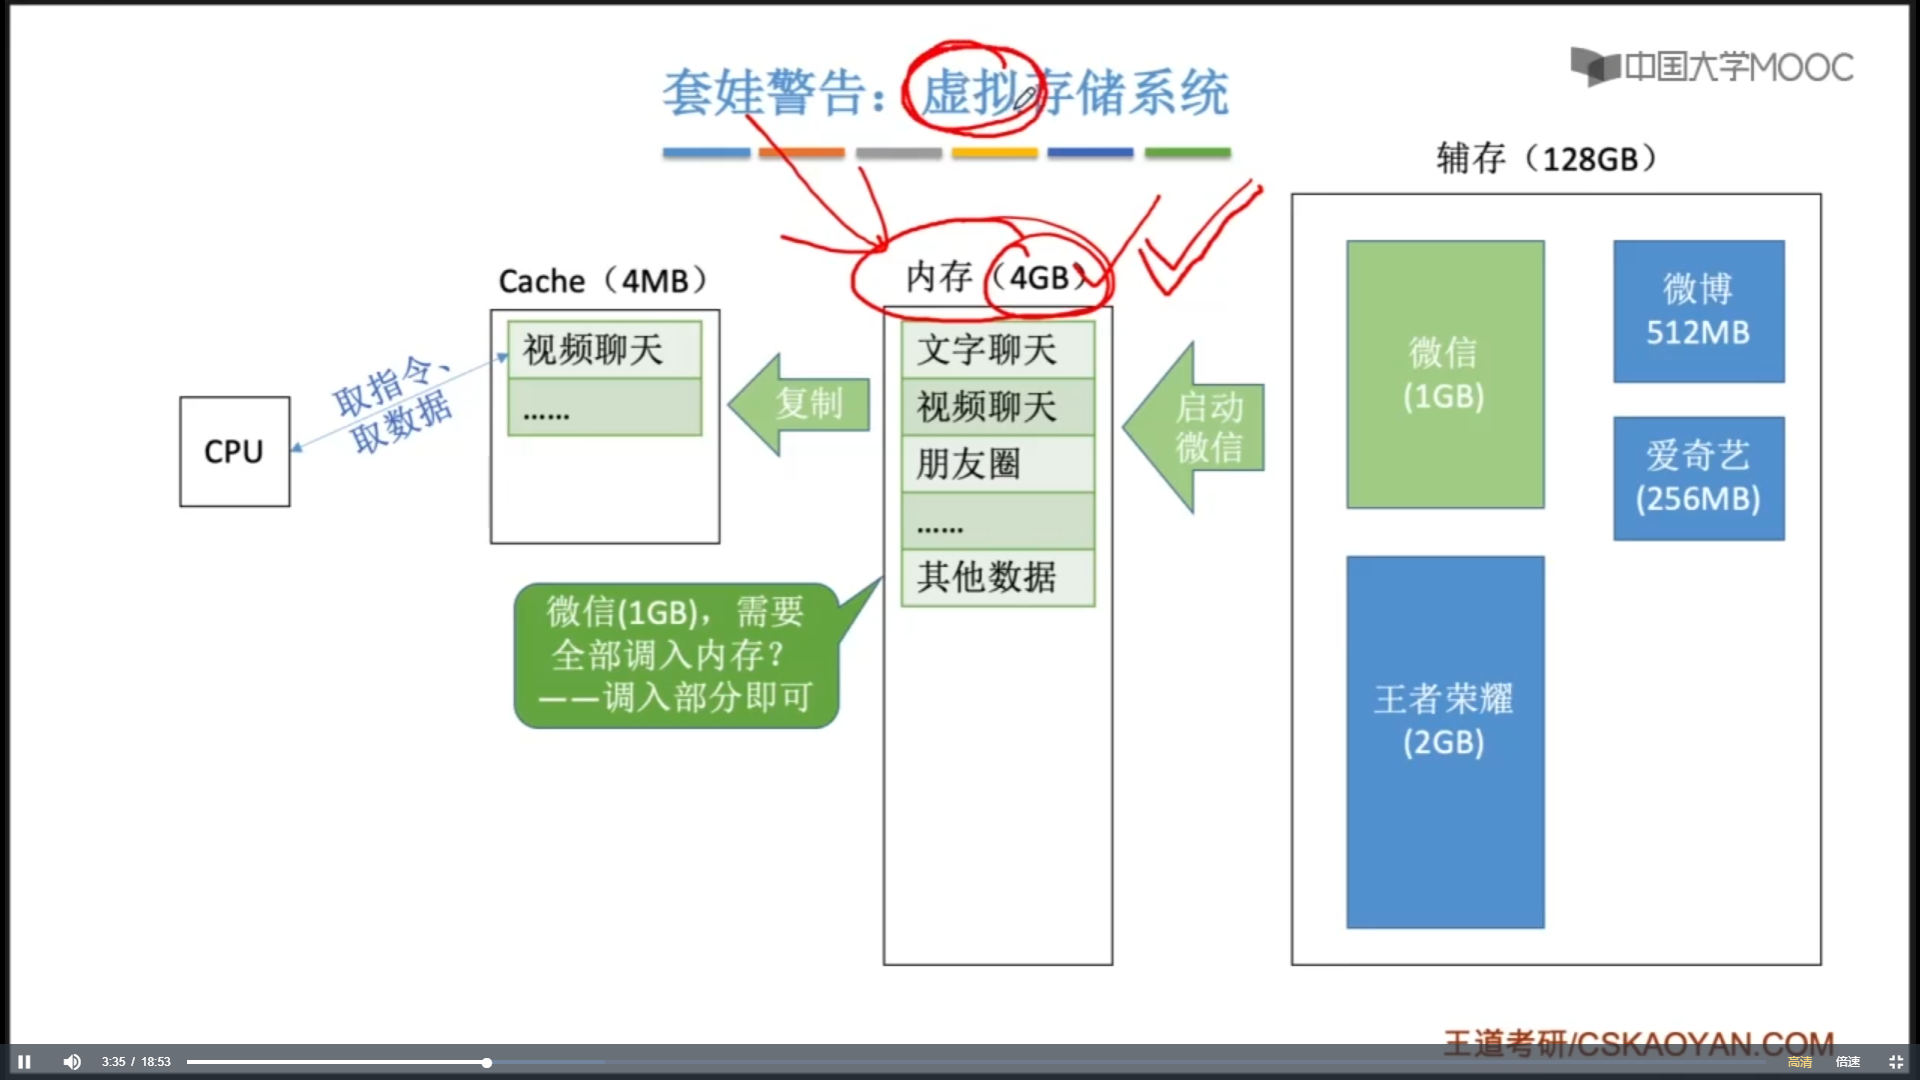 套娃警告：虚拟存储系统
中国大学MOOC
辅存（128GB）
Cache（4MB）
内存（4GB）
视频聊天
……
文字聊天
视频聊天
朋友圈
……
其他数据
复制
启动
微信
微信
(1GB)
微博
512MB
爱奇艺
(256MB)
王者荣耀
(2GB)
CPU
取指令、
取数据
微信(1GB)，需要
全部调入内存？
——调入部分即可
王道考研/CSKAOYAN.COM
3:35 / 18:53
高清
倍速